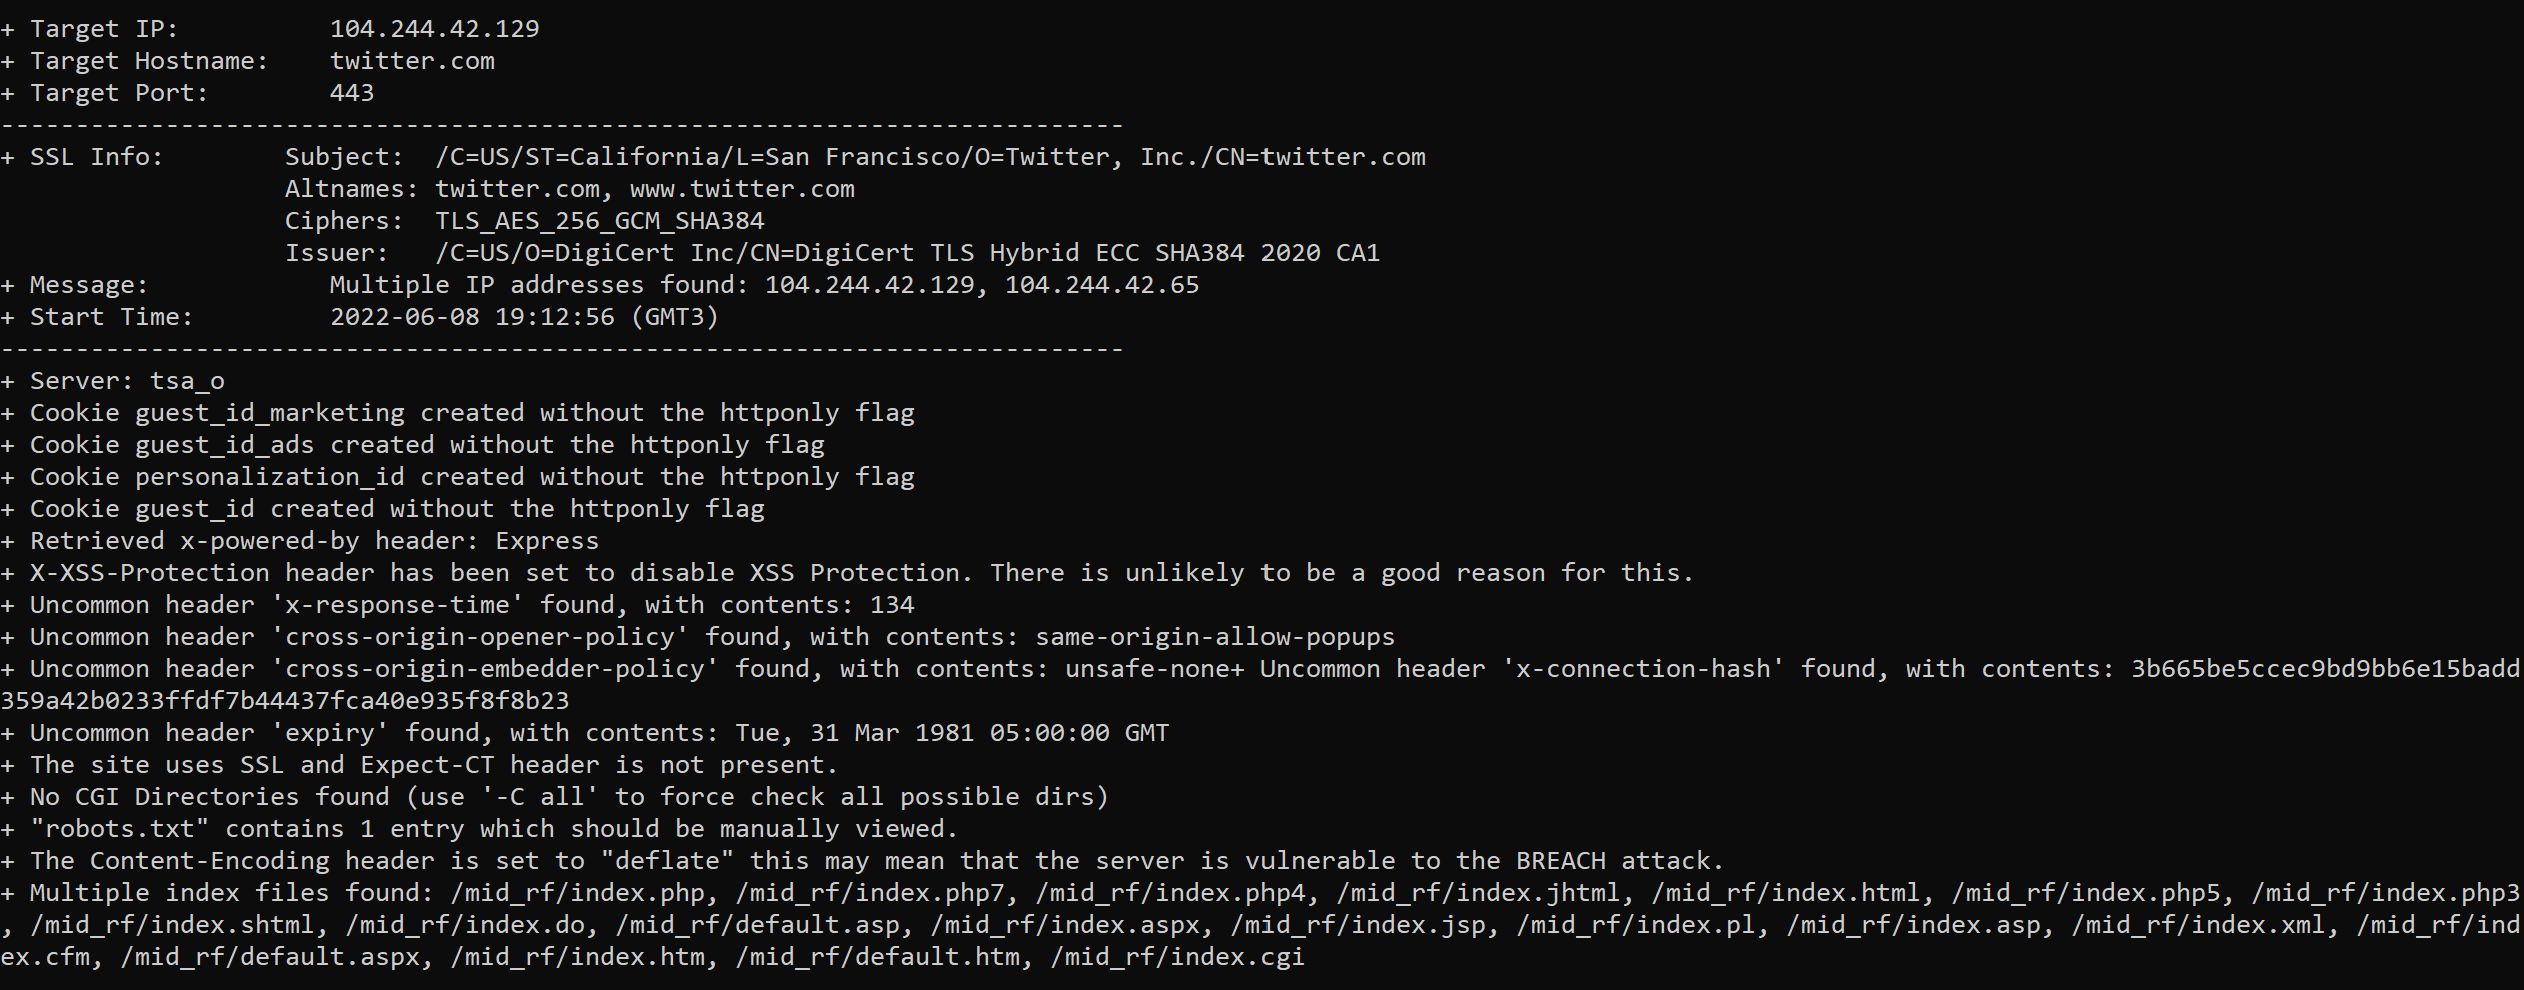 + Target IP:          104.244.42.129
+ Target Hostname:    twitter.com
+ Target Port:        443
---------------------------------------------------------------------------
+ SSL Info:        Subject:  /C=US/ST=California/L=San Francisco/O=Twitter, Inc./CN=twitter.com
                   Altnames: twitter.com, www.twitter.com
                   Ciphers:  TLS_AES_256_GCM_SHA384
                   Issuer:   /C=US/O=DigiCert Inc/CN=DigiCert TLS Hybrid ECC SHA384 2020 CA1
+ Message:            Multiple IP addresses found: 104.244.42.129, 104.244.42.65
+ Start Time:         2022-06-08 19:12:56 (GMT3)
---------------------------------------------------------------------------
+ Server: tsa_o
+ Cookie guest_id_marketing created without the httponly flag
+ Cookie guest_id_ads created without the httponly flag
+ Cookie personalization_id created without the httponly flag
+ Cookie guest_id created without the httponly flag
+ Retrieved x-powered-by header: Express
+ X-XSS-Protection header has been set to disable XSS Protection. There is unlikely to be a good reason for this.
+ Uncommon header 'x-response-time' found, with contents: 134
+ Uncommon header 'cross-origin-opener-policy' found, with contents: same-origin-allow-popups
+ Uncommon header 'cross-origin-embedder-policy' found, with contents: unsafe-none+ Uncommon header 'x-connection-hash' found, with contents: 3b665be5ccec9bd9bb6e15badd
359a42b0233ffdf7b44437fca40e935f8f8b23
+ Uncommon header 'expiry' found, with contents: Tue, 31 Mar 1981 05:00:00 GMT
+ The site uses SSL and Expect-CT header is not present.
+ No CGI Directories found (use '-C all' to force check all possible dirs)
+ "robots.txt" contains 1 entry which should be manually viewed.
+ The Content-Encoding header is set to "deflate" this may mean that the server is vulnerable to the BREACH attack.
+ Multiple index files found: /mid_rf/index.php, /mid_rf/index.php7, /mid_rf/index.php4, /mid_rf/index.jhtml, /mid_rf/index.html, /mid_rf/index.php5, /mid_rf/index.php3
, /mid_rf/index.shtml, /mid_rf/index.do, /mid_rf/default.asp, /mid_rf/index.aspx, /mid_rf/index.jsp, /mid_rf/index.pl, /mid_rf/index.asp, /mid_rf/index.xml, /mid_rf/ind
ex.cfm, /mid_rf/default.aspx, /mid_rf/index.htm, /mid_rf/default.htm, /mid_rf/index.cgi